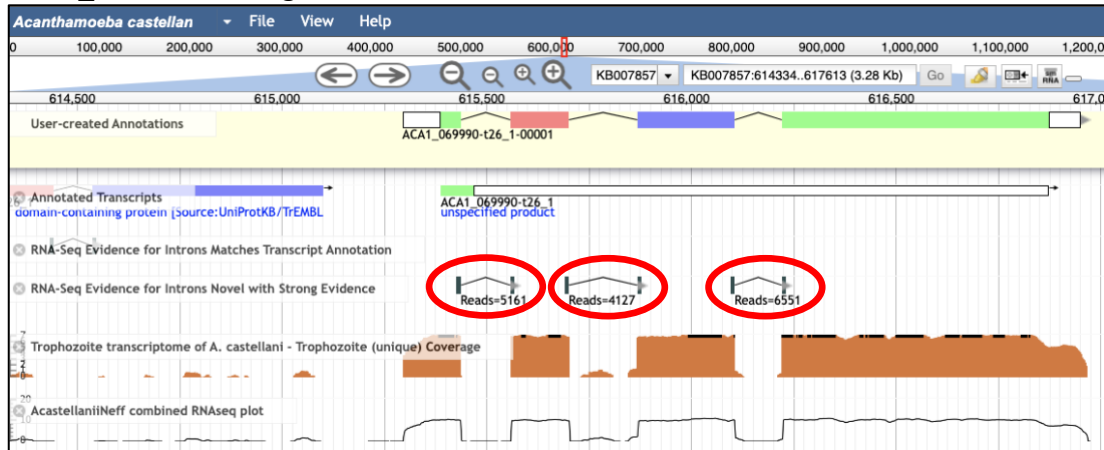 Acanthamoeba castellan File View Help
0 100,000 200,000 300,000 400,000 500,000 600,000 700,000 800,000 900,000 1,000,000 1,100,000 1,200,0
KB007857 KB007857:614334..617613 (3.28 Kb) Go RNA
614,500 615,000 615,500 616,000 616,500 617,0
User-created Annotations
ACA1_069990-t26_1-00001
Annotated Transcripts
ACA1_069990-t26_1
domain-containing protein [Source:UniProtKB/TrEMBL unspecified product
RNA-Seq Evidence for Introns Matches Transcript Annotation
RNA-Seq Evidence for Introns Novel with Strong Evidence
Reads=5161 Reads=4127 Reads=6551
Trophozoite transcriptome of A. castellani - Trophozoite (unique) Coverage
AcastellaniiNeff combined RNAseq plot